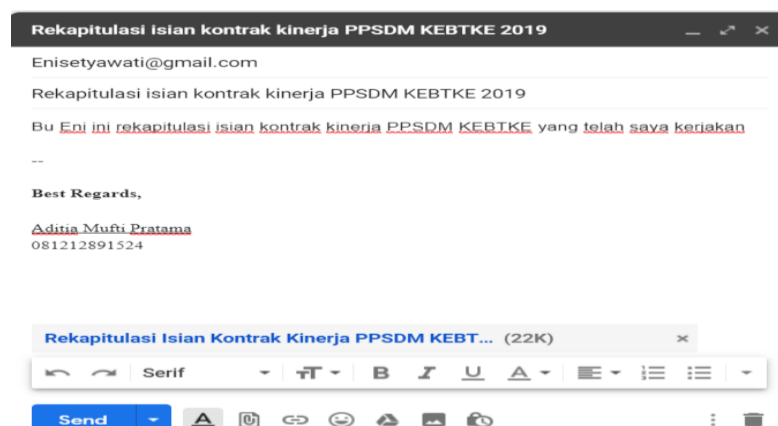 Rekapitulasi isian kontrak kinerja PPSDM KEBTKE 2019
Enisetyawati@gmail.com
Rekapitulasi isian kontrak kinerja PPSDM KEBTKE 2019
Bu Eni ini rekapitulasi isian kontrak kinerja PPSDM KEBTKE yang telah saya kerjakan
--
Best Regards,
Aditia Mufti Pratama
081212891524
Rekapitulasi Isian Kontrak Kinerja PPSDM KEBT... (22K)
Serif
Send